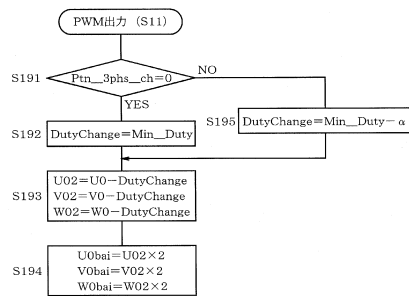 PWM出力 (S11)
S191
Ptn__3phs__ch=0
NO
YES
S192
DutyChange=Min__Duty
S195
DutyChange=Min__Duty-α
S193
U02=U0-DutyChange
V02=V0-DutyChange
W02=W0-DutyChange
S194
U0bai=U02×2
V0bai=V02×2
W0bai=W02×2